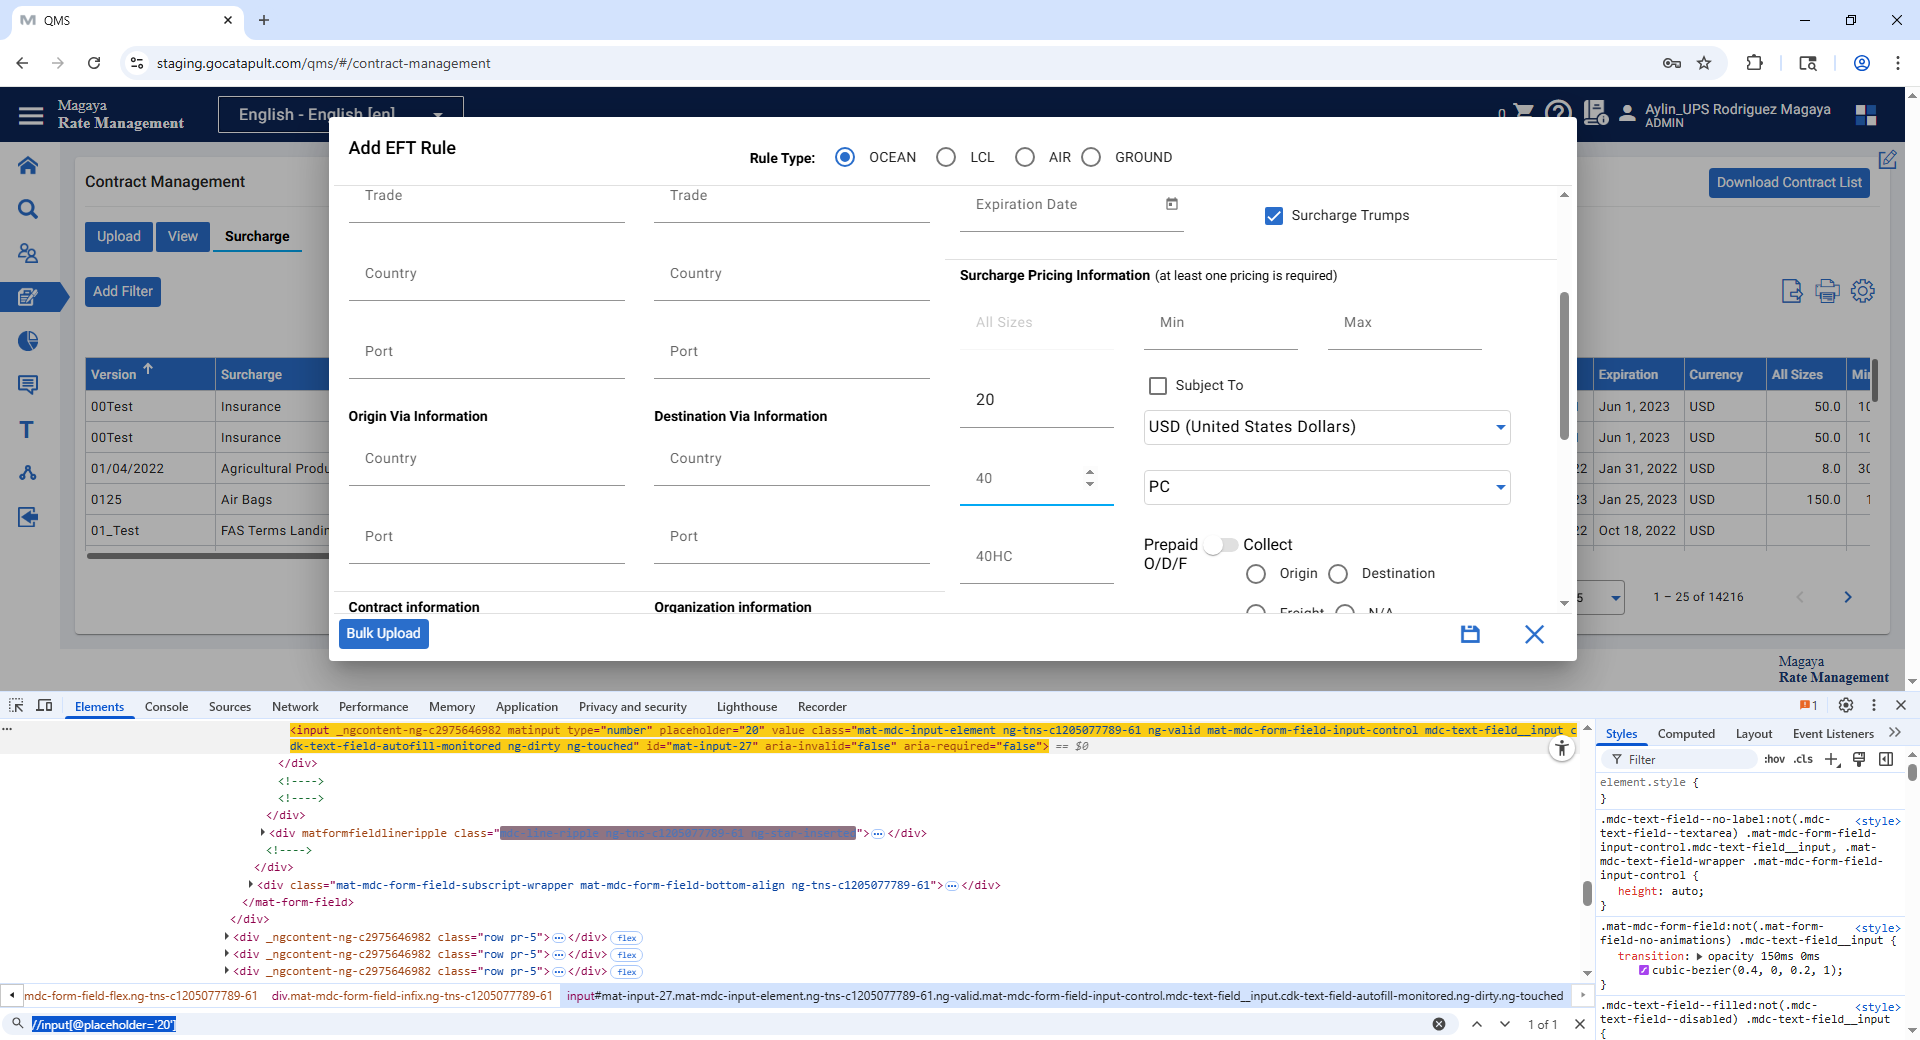 QMS
staging.gocatapult.com/qms/#/contract-management
Magaya
Rate Management
English - English [en]
0
Aylin_UPS Rodriguez Magaya
ADMIN
Contract Management
Download Contract List
Upload
View
Surcharge
Add Filter
Version
Surcharge
Expiration
Currency
All Sizes
00Test
Insurance
Jun 1, 2023
USD
50.0
00Test
Insurance
Jun 1, 2023
USD
50.0
01/04/2022
Agricultural Produ
Jan 31, 2022
USD
8.0
0125
Air Bags
Jan 25, 2023
USD
150.0
01_Test
FAS Terms Landin
Oct 18, 2022
USD
1 – 25 of 14216
Magaya
Rate Management
Add EFT Rule
Rule Type:
OCEAN
LCL
AIR
GROUND
Trade
Trade
Expiration Date
Surcharge Trumps
Country
Country
Surcharge Pricing Information (at least one pricing is required)
All Sizes
Min
Max
Port
Port
Subject To
20
Origin Via Information
Destination Via Information
USD (United States Dollars)
Country
Country
40
PC
Port
Port
40HC
Prepaid
Collect
O/D/F
Origin
Destination
Freight
N/A
Contract information
Organization information
Bulk Upload
Elements
Console
Sources
Network
Performance
Memory
Application
Privacy and security
Lighthouse
Recorder
1
<input _ngcontent-ng-c2975646982 matinput type="number" placeholder="20" value class="mat-mdc-input-element ng-tns-c1205077789-61 ng-valid mat-mdc-form-field-input-control mdc-text-field__input c
dk-text-field-autofill-monitored ng-dirty ng-touched" id="mat-input-27" aria-invalid="false" aria-required="false"> == $0
</div>
<!---->
<!---->
</div>
<div matformfieldlineripple class="mdc-line-ripple ng-tns-c1205077789-61 ng-star-inserted">…</div>
<!---->
</div>
<div class="mat-mdc-form-field-subscript-wrapper mat-mdc-form-field-bottom-align ng-tns-c1205077789-61">…</div>
</mat-form-field>
</div>
<div _ngcontent-ng-c2975646982 class="row pr-5">…</div> flex
<div _ngcontent-ng-c2975646982 class="row pr-5">…</div> flex
<div _ngcontent-ng-c2975646982 class="row pr-5">…</div> flex
mdc-form-field-flex.ng-tns-c1205077789-61
div.mat-mdc-form-field-infix.ng-tns-c1205077789-61
input#mat-input-27.mat-mdc-input-element.ng-tns-c1205077789-61.ng-valid.mat-mdc-form-field-input-control.mdc-text-field__input.cdk-text-field-autofill-monitored.ng-dirty.ng-touched
//input[@placeholder='20']
1 of 1
Styles
Computed
Layout
Event Listeners
Filter
:hov
.cls
element.style {
}
.mdc-text-field--no-label:not(.mdc- <style>
text-field--textarea) .mat-mdc-form-field-
input-control.mdc-text-field__input, .mat-
mdc-text-field-wrapper .mat-mdc-form-field-
input-control {
height: auto;
}
.mat-mdc-form-field:not(.mat-form- <style>
field-no-animations) .mdc-text-field__input {
transition: opacity 150ms 0ms
cubic-bezier(0.4, 0, 0.2, 1);
}
.mdc-text-field--filled:not(.mdc- <style>
text-field--disabled) .mdc-text-field__input
{